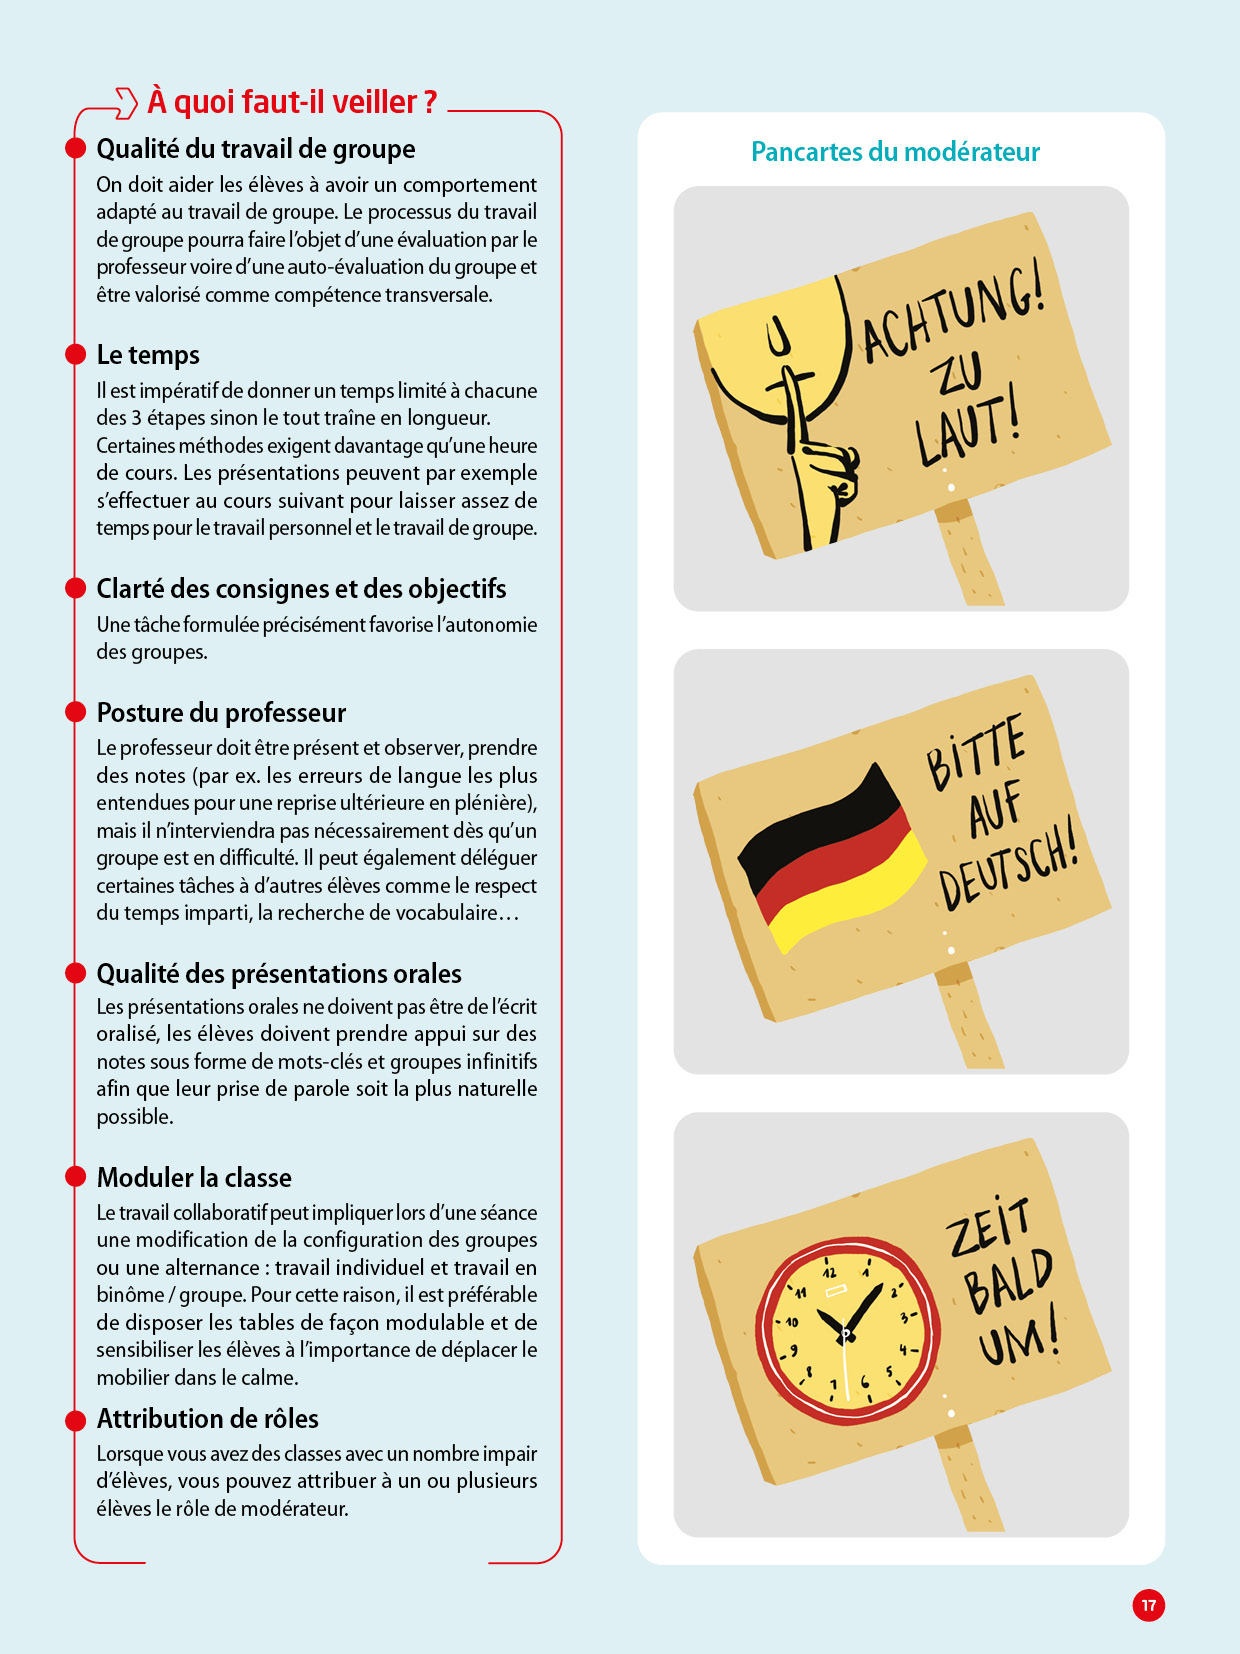 À quoi faut-il veiller ?
Qualité du travail de groupe
On doit aider les élèves à avoir un comportement
adapté au travail de groupe. Le processus du travail
de groupe pourra faire l’objet d’une évaluation par le
professeur voire d’une auto-évaluation du groupe et
être valorisé comme compétence transversale.
Le temps
Il est impératif de donner un temps limité à chacune
des 3 étapes sinon le tout traîne en longueur.
Certaines méthodes exigent davantage qu’une heure
de cours. Les présentations peuvent par exemple
s’effectuer au cours suivant pour laisser assez de
temps pour le travail personnel et le travail de groupe.
Clarté des consignes et des objectifs
Une tâche formulée précisément favorise l’autonomie
des groupes.
Posture du professeur
Le professeur doit être présent et observer, prendre
des notes (par ex. les erreurs de langue les plus
entendues pour une reprise ultérieure en plénière),
mais il n’interviendra pas nécessairement dès qu’un
groupe est en difficulté. Il peut également déléguer
certaines tâches à d’autres élèves comme le respect
du temps imparti, la recherche de vocabulaire…
Qualité des présentations orales
Les présentations orales ne doivent pas être de l’écrit
oralisé, les élèves doivent prendre appui sur des
notes sous forme de mots-clés et groupes infinitifs
afin que leur prise de parole soit la plus naturelle
possible.
Moduler la classe
Le travail collaboratif peut impliquer lors d’une séance
une modification de la configuration des groupes
ou une alternance : travail individuel et travail en
binôme / groupe. Pour cette raison, il est préférable
de disposer les tables de façon modulable et de
sensibiliser les élèves à l’importance de déplacer le
mobilier dans le calme.
Attribution de rôles
Lorsque vous avez des classes avec un nombre impair
d’élèves, vous pouvez attribuer à un ou plusieurs
élèves le rôle de modérateur.
Pancartes du modérateur
ACHTUNG!
ZU
LAUT!
BITTE
AUF
DEUTSCH!
ZEIT
BALD
UM!
12
1
2
3
4
5
6
7
8
9
10
11
17